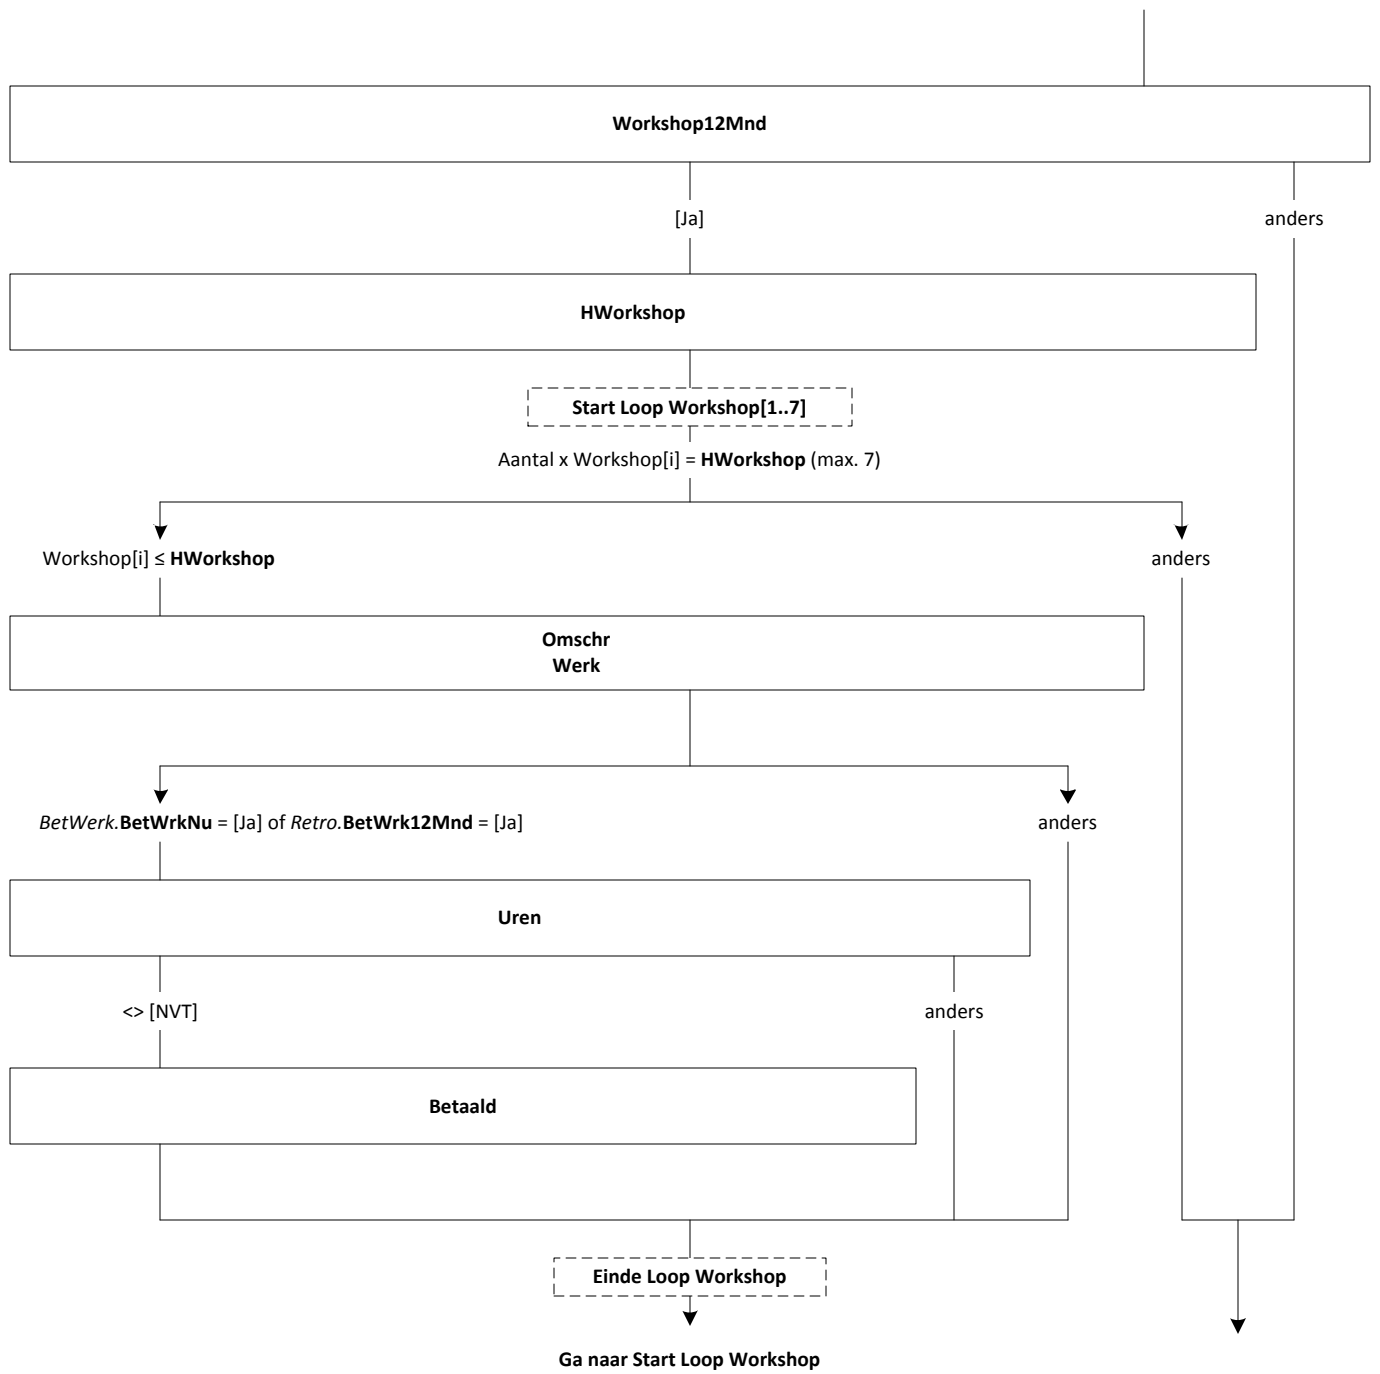 Workshop12Mnd
[Ja]
anders
HWorkshop
Start Loop Workshop[1..7]
Aantal x Workshop[i] = HWorkshop (max. 7)
Workshop[i] ≤ HWorkshop
anders
Omschr
Werk
BetWerk.BetWrkNu = [Ja] of Retro.BetWrk12Mnd = [Ja]
anders
Uren
<> [NVT]
anders
Betaald
Einde Loop Workshop
Ga naar Start Loop Workshop